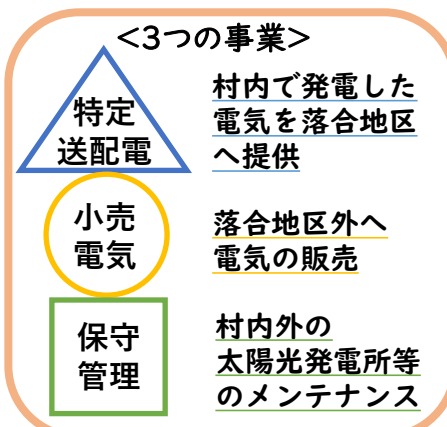 <3つの事業>
特定
送配電
村内で発電した
電気を落合地区
へ提供
小売
電気
落合地区外へ
電気の販売
保守
管理
村内外の
太陽光発電所等
のメンテナンス